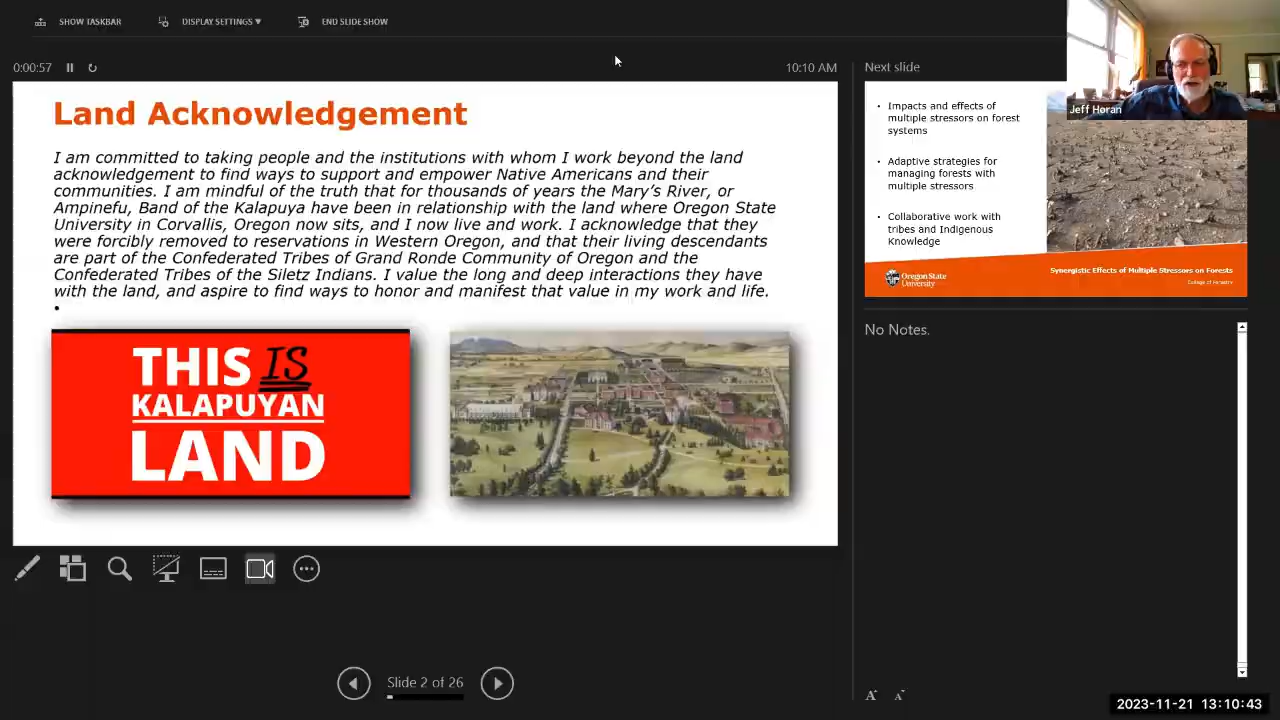 SHOW TASKBAR
DISPLAY SETTINGS ▼
END SLIDE SHOW
0:00:57
10:10 AM
Land Acknowledgement
I am committed to taking people and the institutions with whom I work beyond the land
acknowledgement to find ways to support and empower Native Americans and their
communities. I am mindful of the truth that for thousands of years the Mary's River, or
Ampinefu, Band of the Kalapuya have been in relationship with the land where Oregon State
University in Corvallis, Oregon now sits, and I now live and work. I acknowledge that they
were forcibly removed to reservations in Western Oregon, and that their living descendants
are part of the Confederated Tribes of Grand Ronde Community of Oregon and the
Confederated Tribes of the Siletz Indians. I value the long and deep interactions they have
with the land, and aspire to find ways to honor and manifest that value in my work and life.
•
THIS IS
KALAPUYAN
LAND
Slide 2 of 26
Next slide
Jeff Horan
• Impacts and effects of
multiple stressors on forest
systems
• Adaptive strategies for
managing forests with
multiple stressors
• Collaborative work with
tribes and Indigenous
Knowledge
Oregon State
University
Synergistic Effects of Multiple Stressors on Forests
College of Forestry
No Notes.
A A
2023-11-21 13:10:43